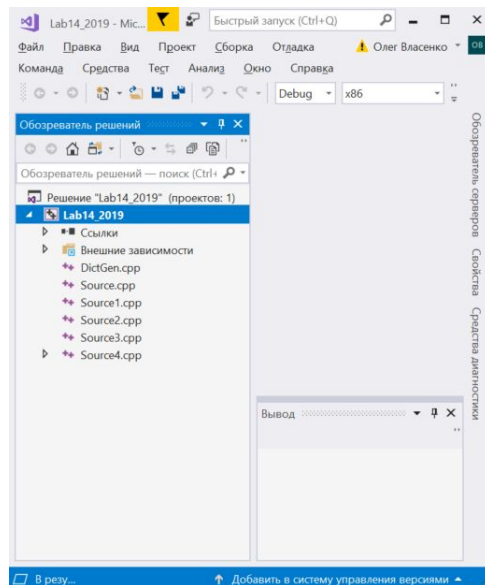 Lab14_2019 - Mic...
Быстрый запуск (Ctrl+Q)
Файл Правка Вид Проект Сборка Отладка Олег Власенко ОВ
Команда Средства Тест Анализ Окно Справка
Debug x86
Обозреватель решений
Обозреватель решений — поиск (Ctrl+
Решение "Lab14_2019" (проектов: 1)
Lab14_2019
Ссылки
Внешние зависимости
DictGen.cpp
Source.cpp
Source1.cpp
Source2.cpp
Source3.cpp
Source4.cpp
Вывод
Обозреватель серверов
Свойства
Средства диагностики
В резу...
Добавить в систему управления версиями